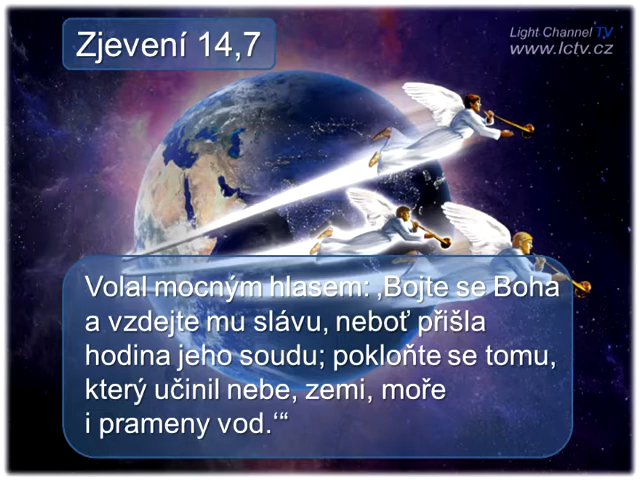 Zjevení 14,7
Light Channel TV
www.lctv.cz
Volal mocným hlasem: ‚Bojte se Boha
a vzdejte mu slávu, neboť přišla
hodina jeho soudu; pokloňte se tomu,
který učinil nebe, zemi, moře
i prameny vod.‘“